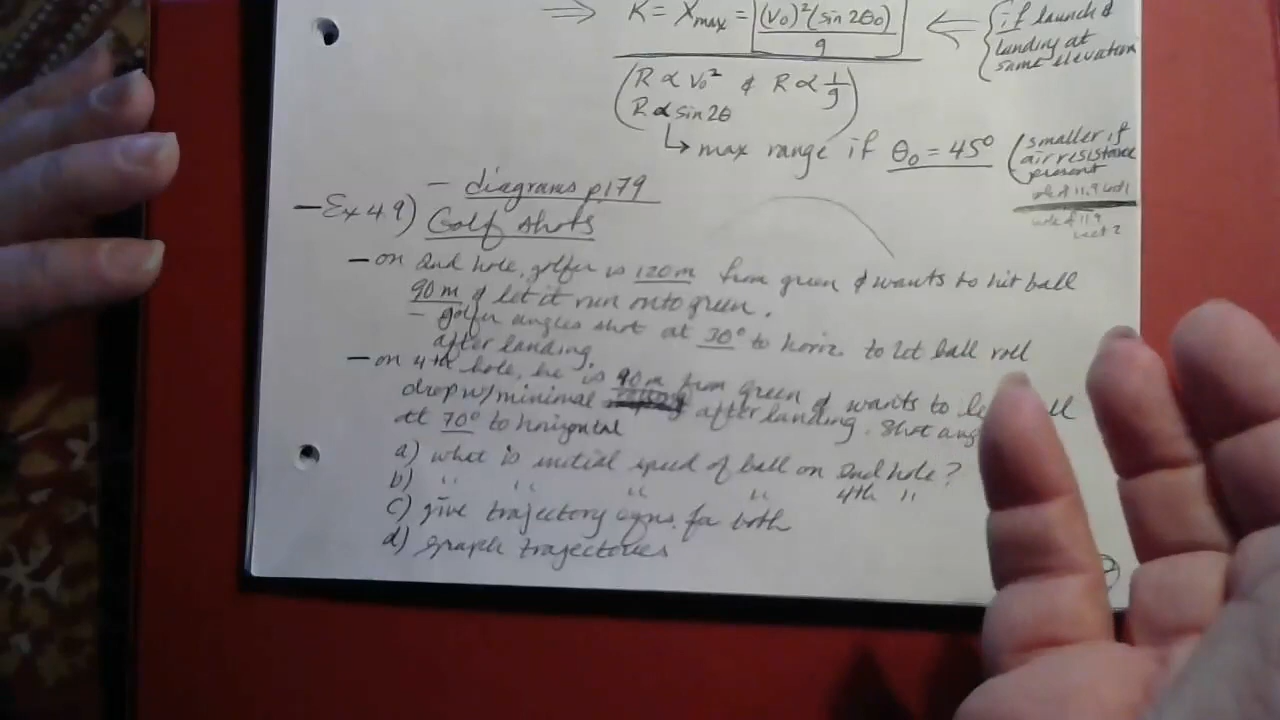 ⇒ R = Xmax = (v₀)²(sin 2θ₀) / g ← { if launch & landing at same elevation
(R ∝ v₀² & R ∝ 1/g
R ∝ sin 2θ)
↳ max range if θ₀ = 45° (smaller if air resistance present
- diagrams p179
- Ex 4.9) Golf Shots
- on 2nd hole, golfer is 120 m from green & wants to hit ball
90 m & let it run onto green.
- golfer angles shot at 30° to horiz. to let ball roll
after landing.
- on 4th hole, he is 90 m from green & wants to
drop w/ minimal after landing. Shot
at 70° to horizontal
a) what is initial speed of ball on 2nd hole?
b) " " " " 4th "
c) give trajectory eqns. for both
d) graph trajectories